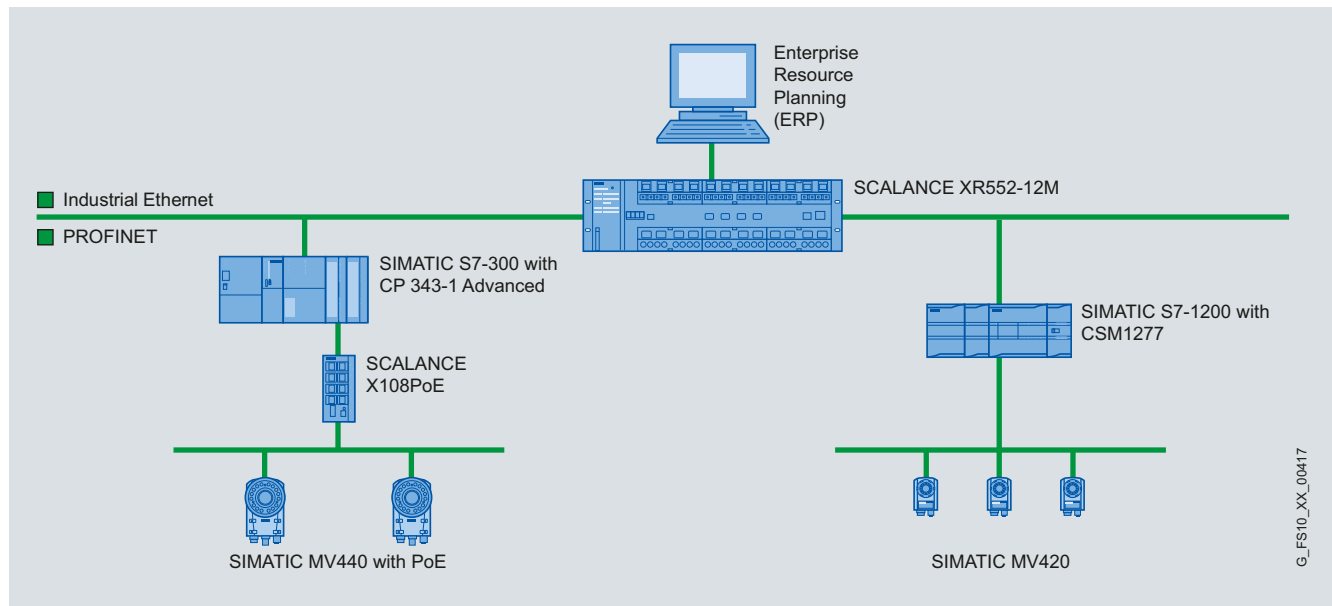 Enterprise
Resource
Planning
(ERP)
SCALANCE XR552-12M
Industrial Ethernet
PROFINET
SIMATIC S7-300 with
CP 343-1 Advanced
SCALANCE
X108PoE
SIMATIC MV440 with PoE
SIMATIC S7-1200 with
CSM1277
SIMATIC MV420
G_FS10_XX_00417